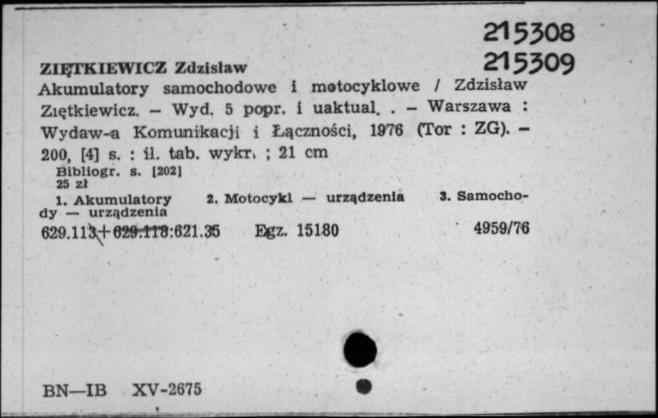 215308
ZIĘTKIEWICZ Zdzisław
215309
Akumulatory samochodowe i motocyklowe / Zdzisław
Ziętkiewicz. — Wyd. 5 popr. i uaktual. . — Warszawa :
Wydaw-a Komunikacji i Łączności, 1976 (Tor : ZG). —
200, [4] s. : il. tab. wykr. ; 21 cm
Bibliogr. s. [202]
25 zł
1. Akumulatory 2. Motocykl — urządzenia 3. Samocho-
dy — urządzenia
629.113+629.118:621.35 Egz. 15180 4959/76
BN—IB XV-2675